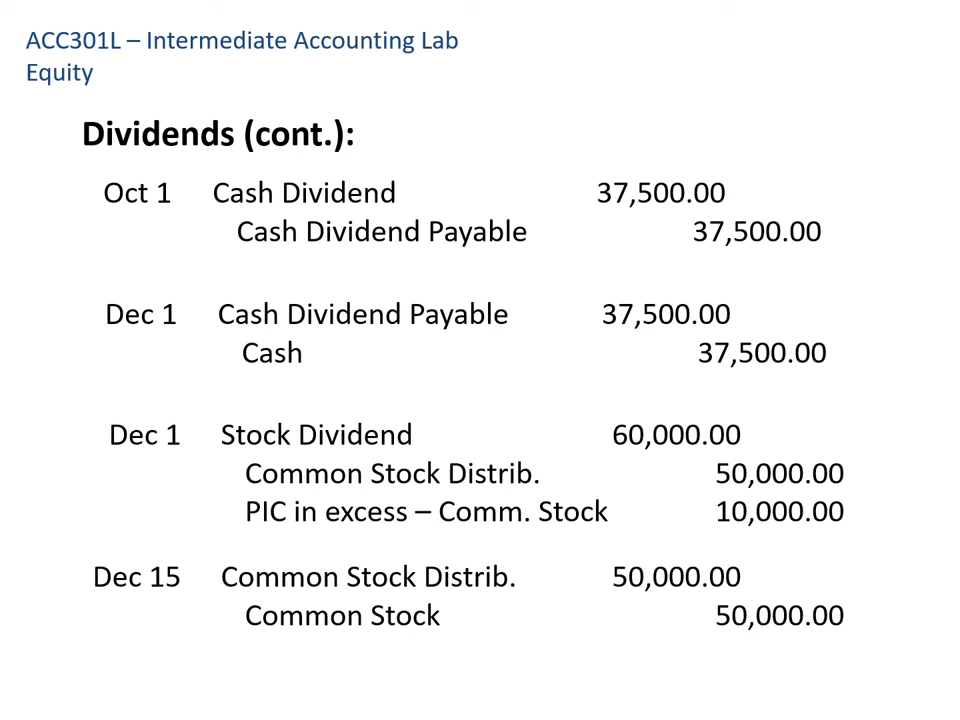 ACC301L – Intermediate Accounting Lab
Equity
Dividends (cont.):
Oct 1 Cash Dividend 37,500.00
Cash Dividend Payable 37,500.00
Dec 1 Cash Dividend Payable 37,500.00
Cash 37,500.00
Dec 1 Stock Dividend 60,000.00
Common Stock Distrib. 50,000.00
PIC in excess – Comm. Stock 10,000.00
Dec 15 Common Stock Distrib. 50,000.00
Common Stock 50,000.00